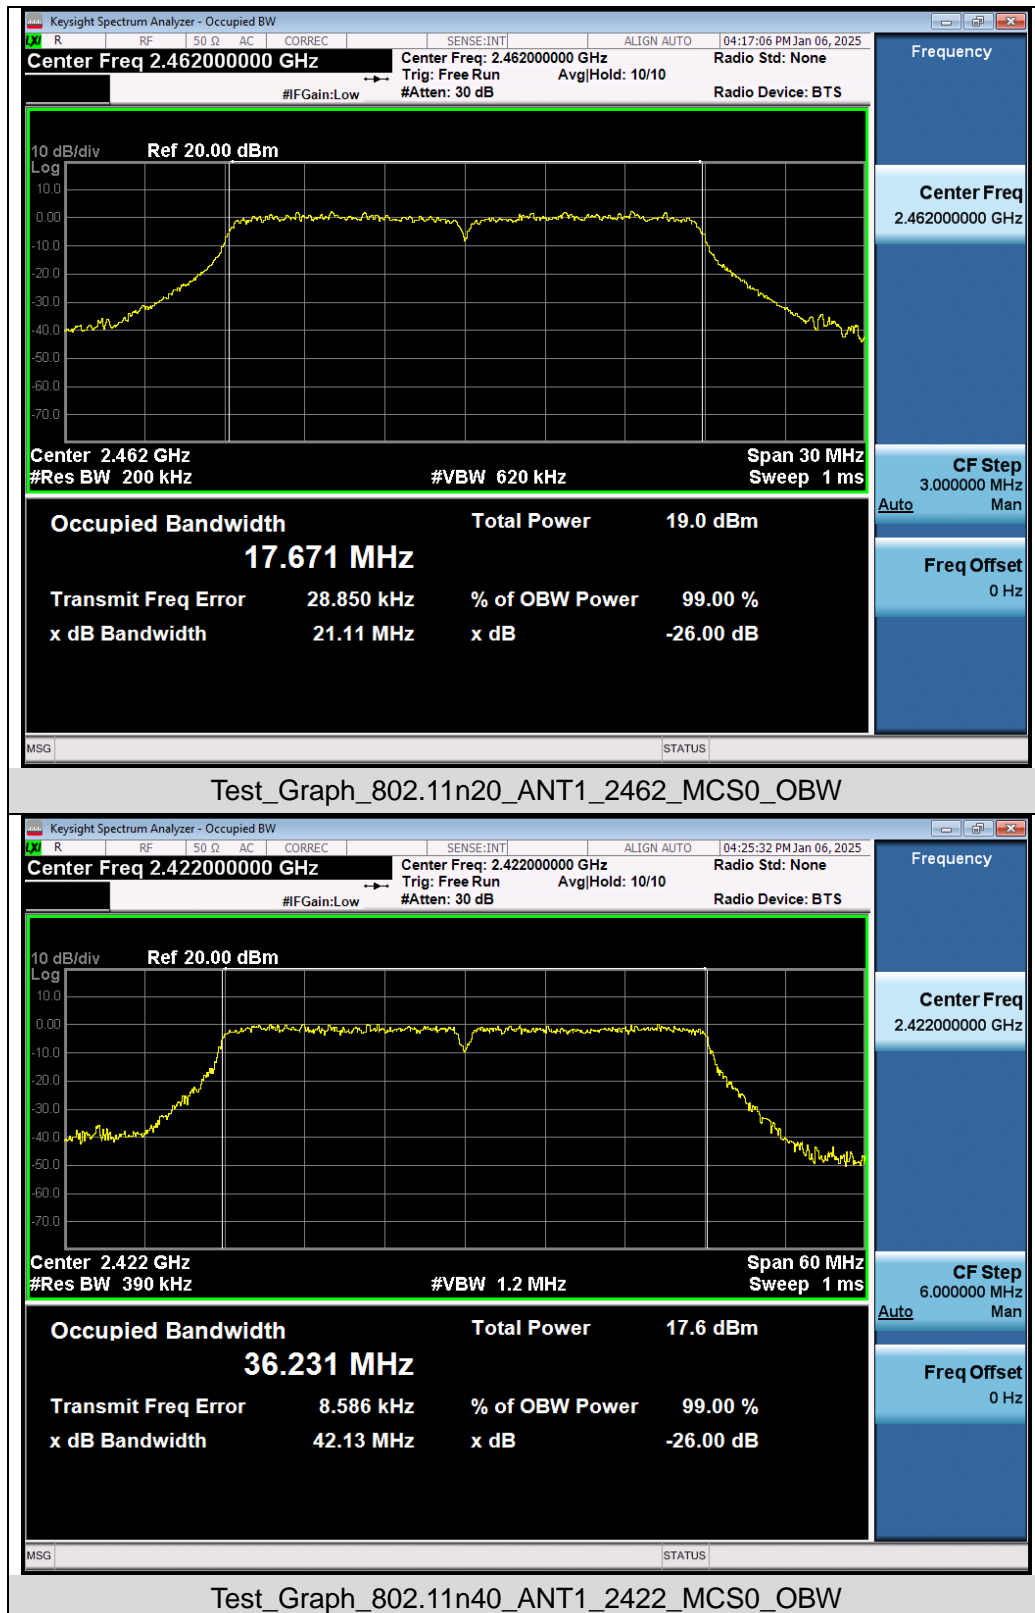 Keysight Spectrum Analyzer - Occupied BW
LXI R RF 50 Ω AC CORREC SENSE:INT ALIGN AUTO 04:17:06 PM Jan 06, 2025
Center Freq 2.462000000 GHz
Center Freq: 2.462000000 GHz
Radio Std: None
Trig: Free Run Avg|Hold: 10/10
#IFGain:Low
#Atten: 30 dB
Radio Device: BTS
Frequency
10 dB/div Ref 20.00 dBm
Log
10.0
0.00
-10.0
-20.0
-30.0
-40.0
-50.0
-60.0
-70.0
Center Freq
2.462000000 GHz
Center 2.462 GHz Span 30 MHz
#Res BW 200 kHz #VBW 620 kHz Sweep 1 ms
CF Step
3.000000 MHz
Auto Man
Occupied Bandwidth Total Power 19.0 dBm
17.671 MHz
Freq Offset
0 Hz
Transmit Freq Error 28.850 kHz % of OBW Power 99.00 %
x dB Bandwidth 21.11 MHz x dB -26.00 dB
MSG STATUS
Test_Graph_802.11n20_ANT1_2462_MCS0_OBW
Keysight Spectrum Analyzer - Occupied BW
LXI R RF 50 Ω AC CORREC SENSE:INT ALIGN AUTO 04:25:32 PM Jan 06, 2025
Center Freq 2.422000000 GHz
Center Freq: 2.422000000 GHz
Radio Std: None
Trig: Free Run Avg|Hold: 10/10
#IFGain:Low
#Atten: 30 dB
Radio Device: BTS
Frequency
10 dB/div Ref 20.00 dBm
Log
10.0
0.00
-10.0
-20.0
-30.0
-40.0
-50.0
-60.0
-70.0
Center Freq
2.422000000 GHz
Center 2.422 GHz Span 60 MHz
#Res BW 390 kHz #VBW 1.2 MHz Sweep 1 ms
CF Step
6.000000 MHz
Auto Man
Occupied Bandwidth Total Power 17.6 dBm
36.231 MHz
Freq Offset
0 Hz
Transmit Freq Error 8.586 kHz % of OBW Power 99.00 %
x dB Bandwidth 42.13 MHz x dB -26.00 dB
MSG STATUS
Test_Graph_802.11n40_ANT1_2422_MCS0_OBW